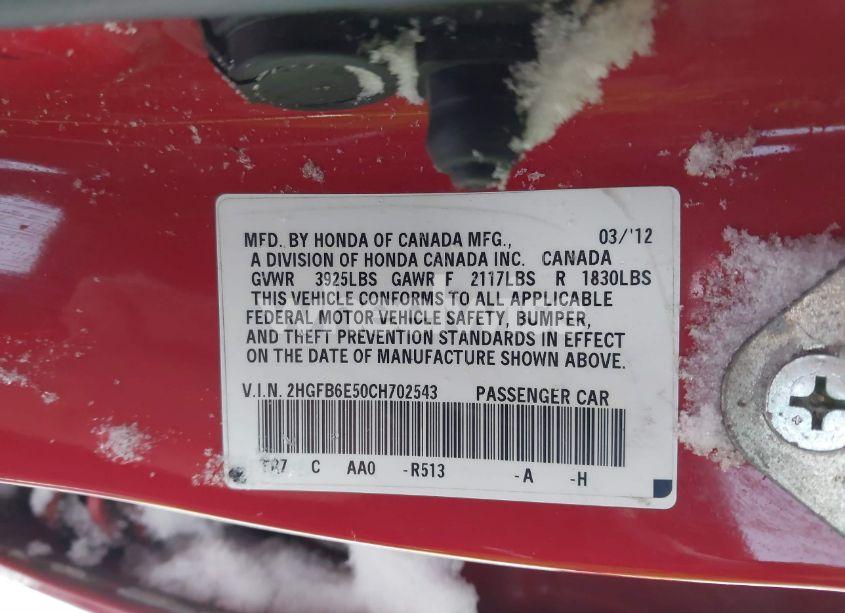 MFD. BY HONDA OF CANADA MFG., 03/'12
A DIVISION OF HONDA CANADA INC. CANADA
GVWR 3925LBS GAWR F 2117LBS R 1830LBS
THIS VEHICLE CONFORMS TO ALL APPLICABLE
FEDERAL MOTOR VEHICLE SAFETY, BUMPER,
AND THEFT PREVENTION STANDARDS IN EFFECT
ON THE DATE OF MANUFACTURE SHOWN ABOVE.
V.I.N. 2HGFB6E50CH702543 PASSENGER CAR
C AA0 -R513 -A -H